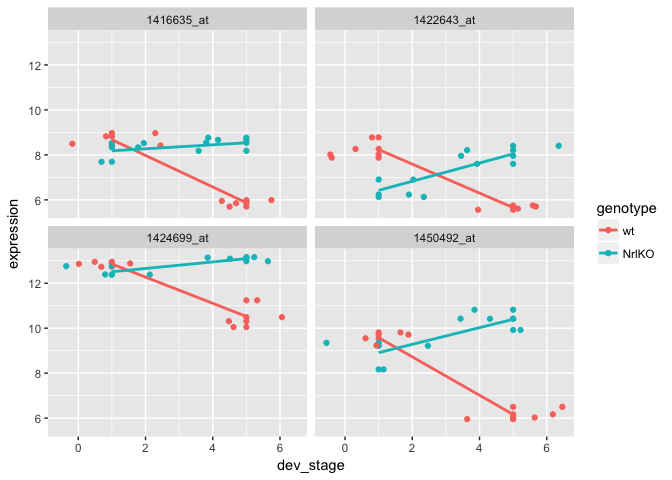 1416635_at 1422643_at
12
10
8
6
expression
1424699_at 1450492_at
12
10
8
6
0 2 4 6 0 2 4 6
dev_stage
genotype
wt
NrlKO